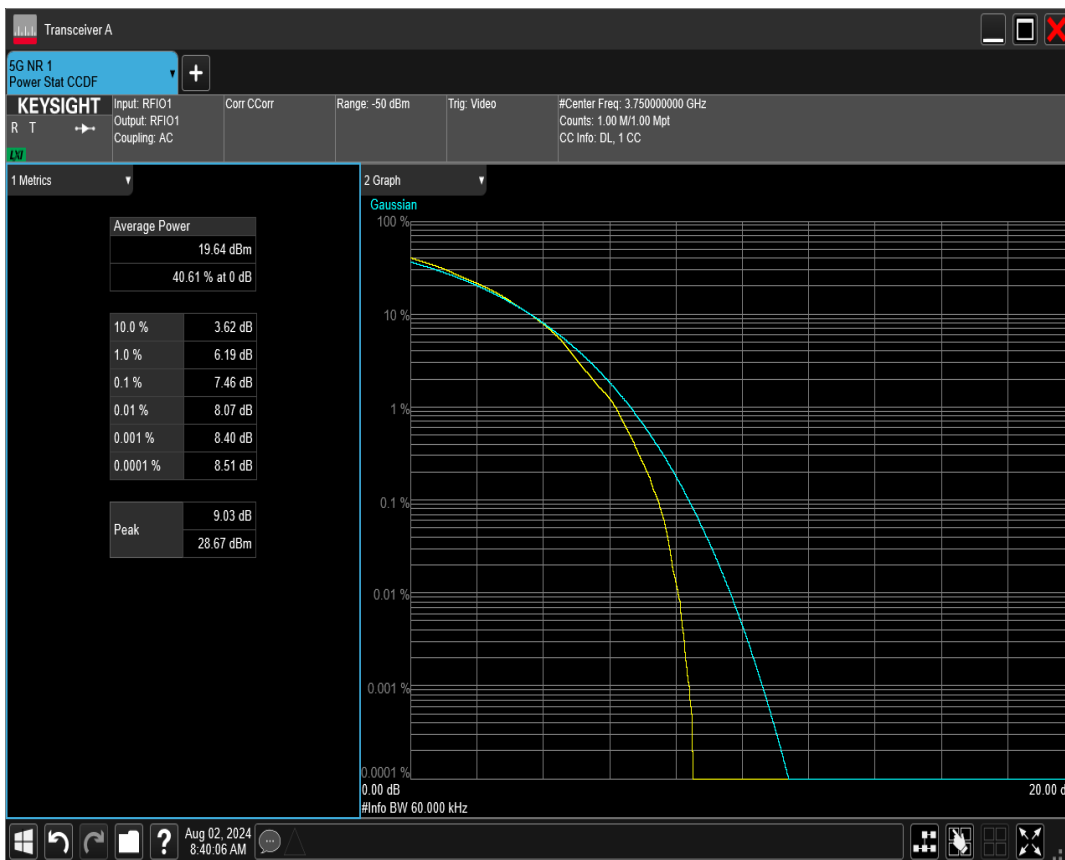 Transceiver A
5G NR 1
Power Stat CCDF
+
KEYSIGHT
R T
LXI
Input: RFIO1
Output: RFIO1
Coupling: AC
Corr CCorr
Range: -50 dBm
Trig: Video
#Center Freq: 3.750000000 GHz
Counts: 1.00 M/1.00 Mpt
CC Info: DL, 1 CC
1 Metrics
Average Power
19.64 dBm
40.61 % at 0 dB
10.0 % 3.62 dB
1.0 % 6.19 dB
0.1 % 7.46 dB
0.01 % 8.07 dB
0.001 % 8.40 dB
0.0001 % 8.51 dB
Peak
9.03 dB
28.67 dBm
2 Graph
Gaussian
100 %
10 %
1 %
0.1 %
0.01 %
0.001 %
0.0001 %
0.00 dB
20.00 d
#Info BW 60.000 kHz
?
Aug 02, 2024
8:40:06 AM